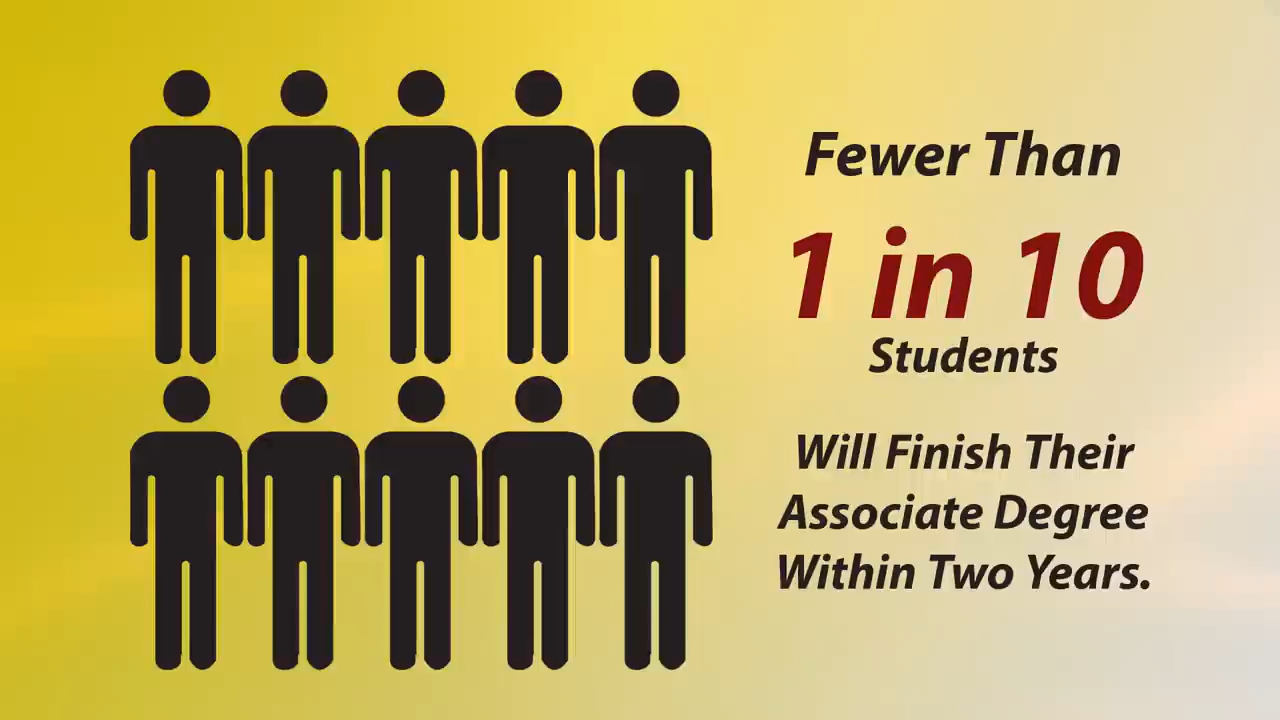 Fewer Than
1 in 10
Students
Will Finish Their
Associate Degree
Within Two Years.